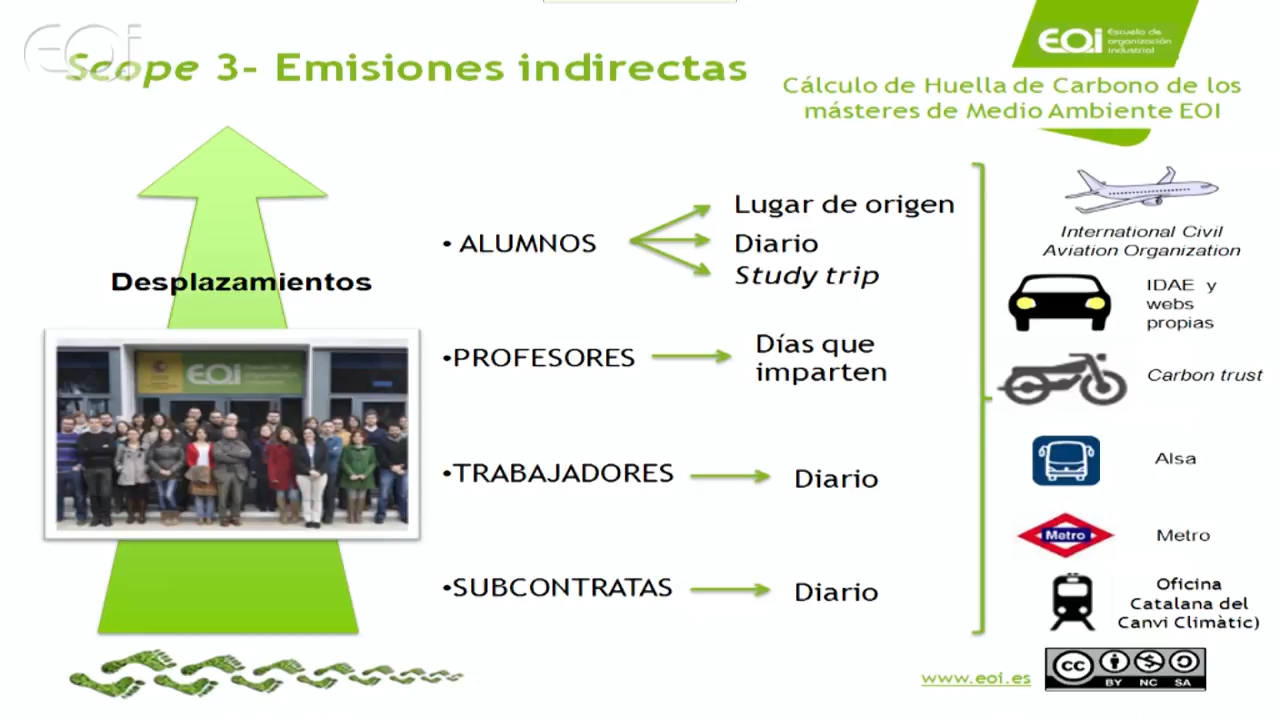 EOi
Scope 3- Emisiones indirectas
EOi Escuela de
organización
industrial
Cálculo de Huella de Carbono de los
másteres de Medio Ambiente EOI
Desplazamientos
EOi
• ALUMNOS
Lugar de origen
Diario
Study trip
•PROFESORES
Días que
imparten
•TRABAJADORES
Diario
•SUBCONTRATAS
Diario
International Civil
Aviation Organization
IDAE y
webs
propias
Carbon trust
Alsa
Metro
Metro
Oficina
Catalana del
Canvi Climàtic)
www.eoi.es
cc
BY NC SA